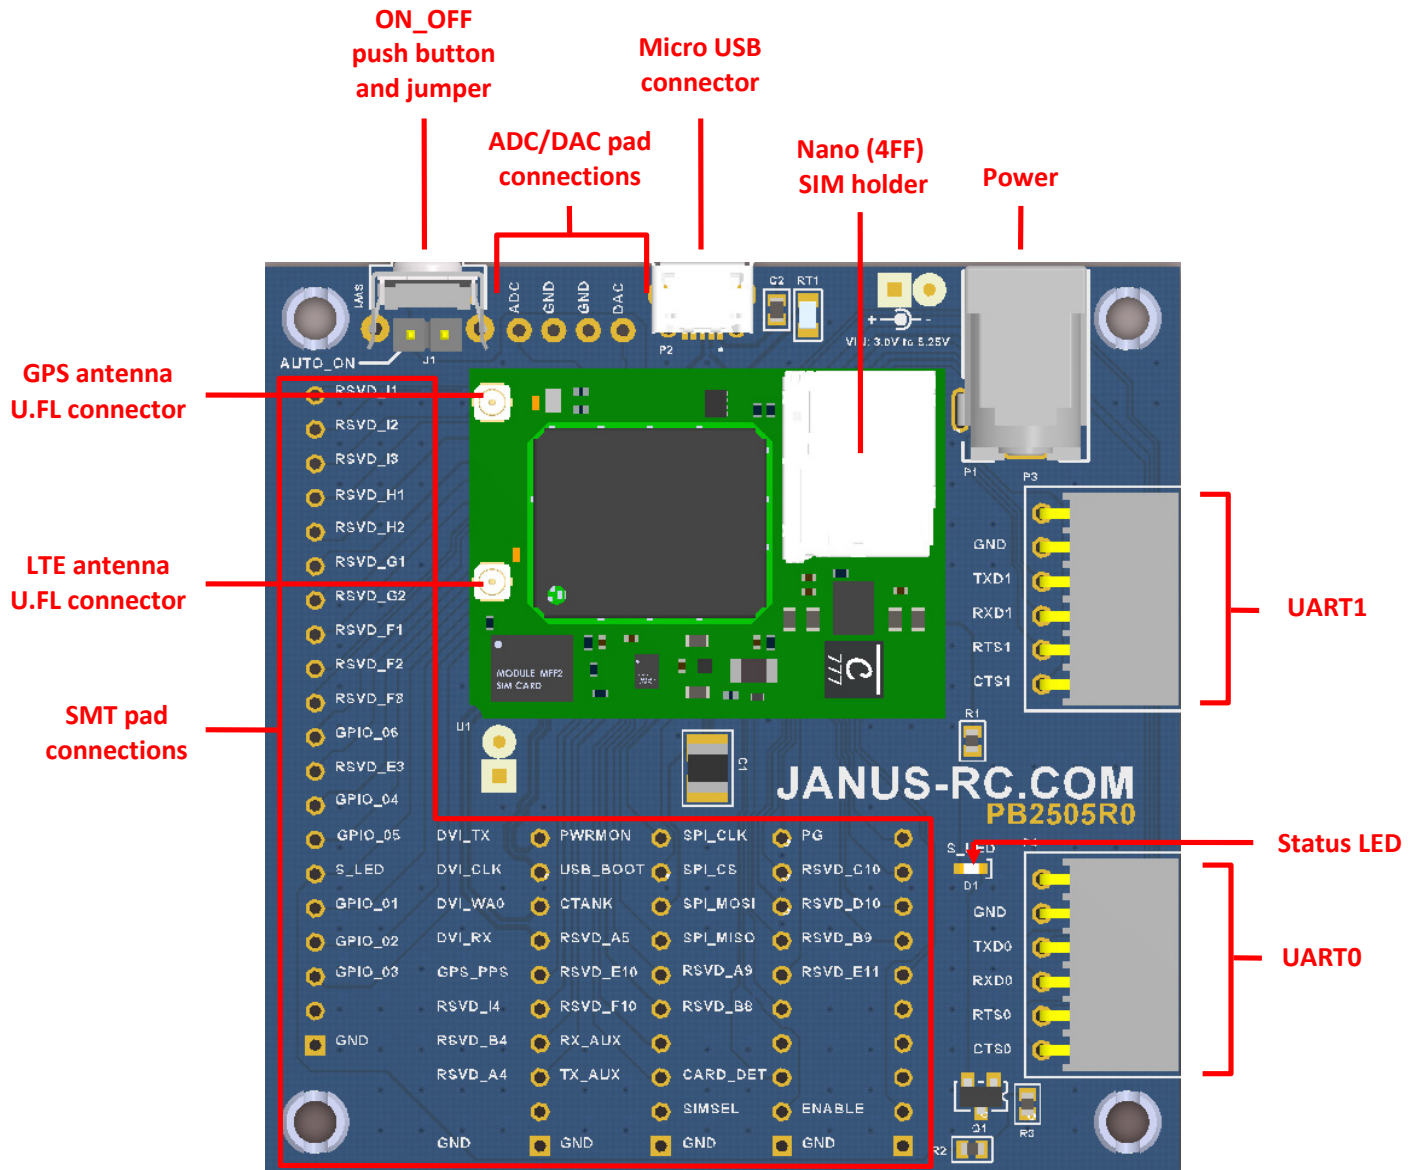 ON_OFF
push button
and jumper
Micro USB
connector
ADC/DAC pad
connections
Nano (4FF)
SIM holder
Power
SW1
ADC
GND
GND
DAC
C2
RT1
+ -
VIN: 3.0V to 5.25V
P2
J1
AUTO_ON
GPS antenna
U.FL connector
LTE antenna
U.FL connector
SMT pad
connections
RSVD_I1
RSVD_I2
RSVD_I3
RSVD_H1
RSVD_H2
RSVD_G1
RSVD_G2
RSVD_F1
RSVD_F2
RSVD_F3
GPIO_06
RSVD_E3
GPIO_04
GPIO_05
S_LED
GPIO_01
GPIO_02
GPIO_03
GND
MODULE MFF2
SIM CARD
C
777
U1
C1
P1
P3
GND
TXD1
RXD1
RTS1
CTS1
UART1
R1
JANUS-RC.COM
PB2505R0
DVI_TX PWRMON SPI_CLK PG
DVI_CLK USB_BOOT SPI_CS RSVD_C10
DVI_WA0 CTANK SPI_MOSI RSVD_D10
DVI_RX RSVD_A5 SPI_MISO RSVD_B9
GPS_PPS RSVD_E10 RSVD_A9 RSVD_E11
RSVD_I4 RSVD_F10 RSVD_B8
RSVD_B4 RX_AUX
RSVD_A4 TX_AUX CARD_DET
SIMSEL ENABLE
GND GND GND GND
S_LED
D1
Status LED
GND
TXD0
RXD0
RTS0
CTS0
UART0
Q1
R3
R2